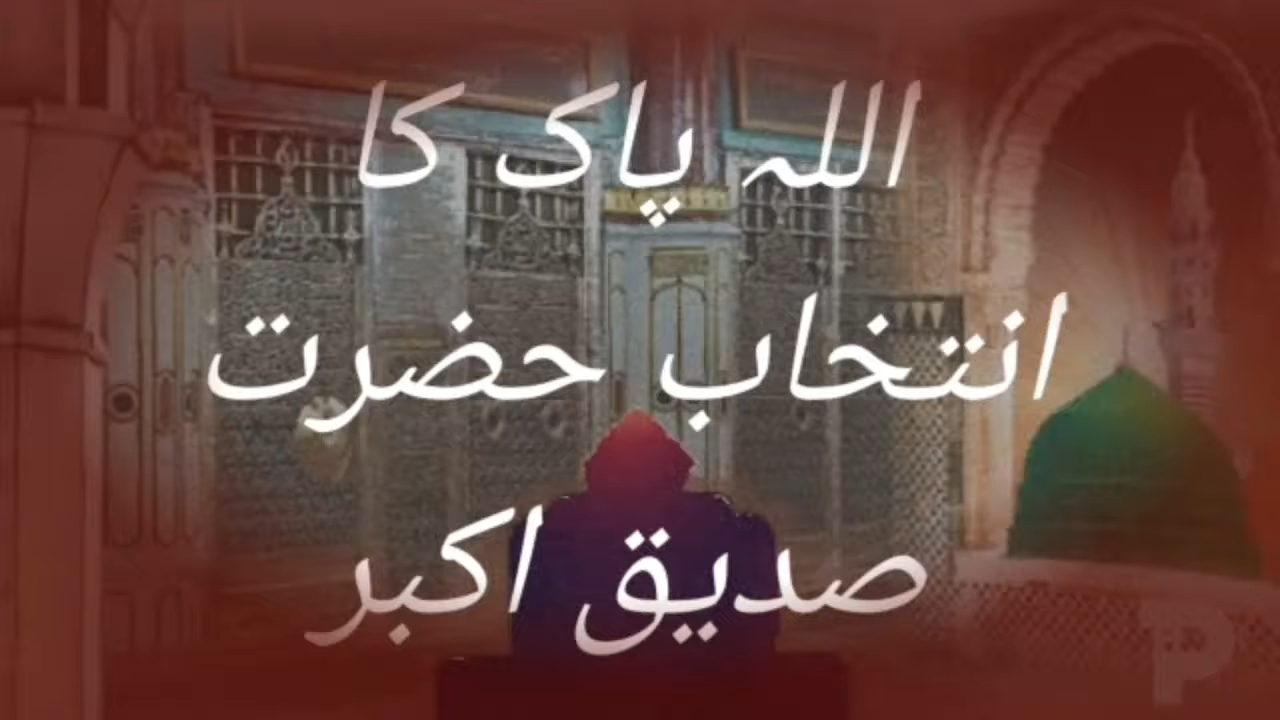 اللہ پاک کا
انتخاب حضرت
صدیق اکبر